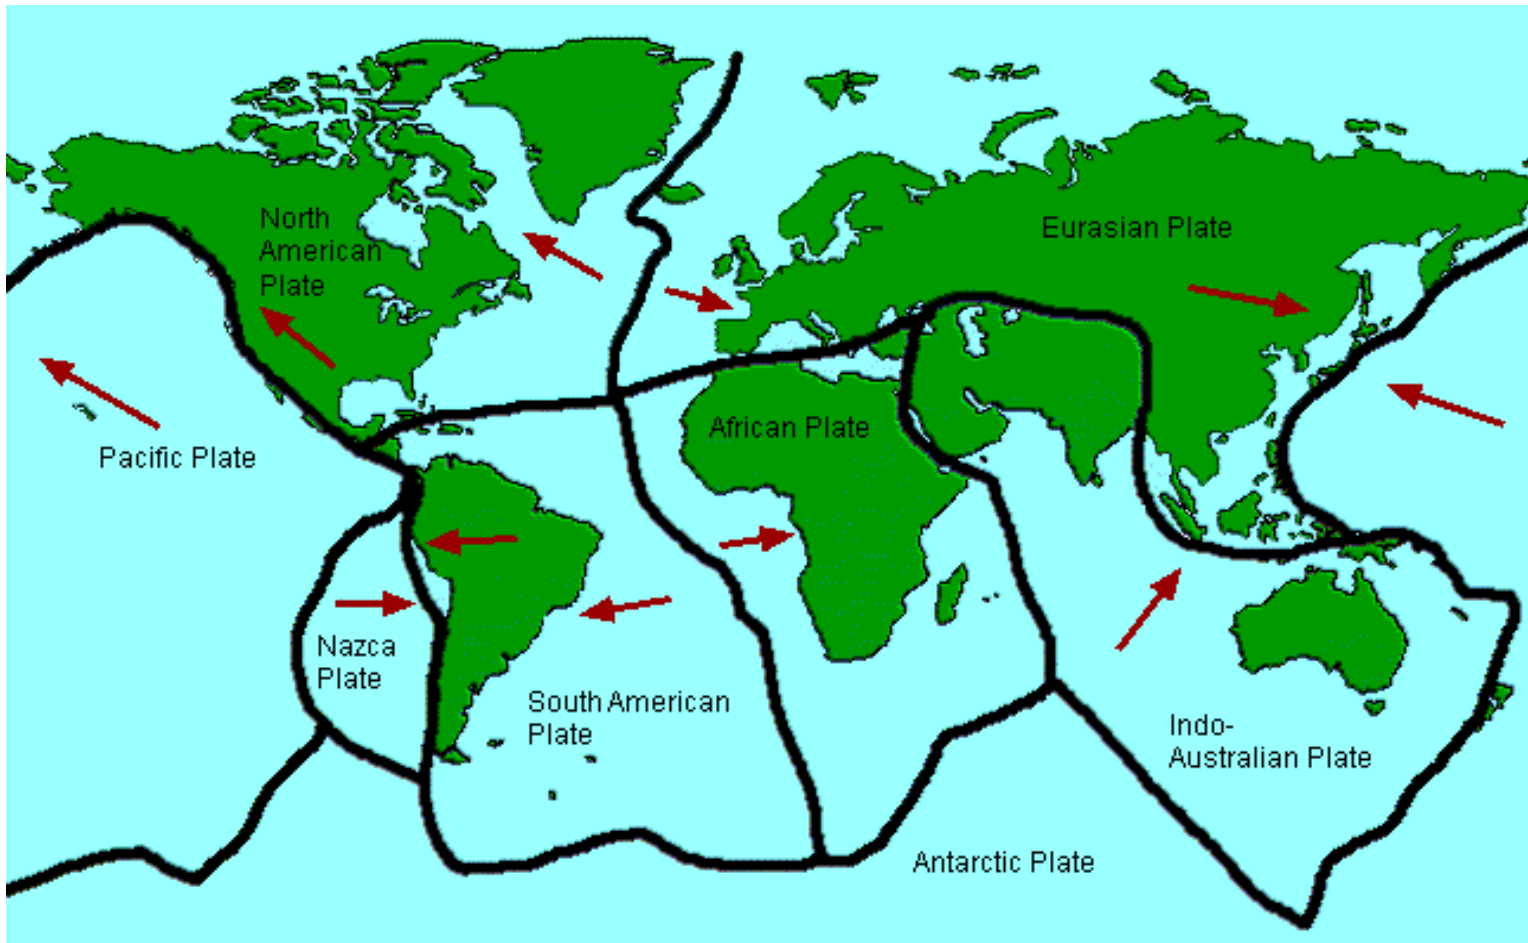 North
American
Plate
Eurasian Plate
Pacific Plate
African Plate
Nazca
Plate
South American
Plate
Indo-
Australian Plate
Antarctic Plate